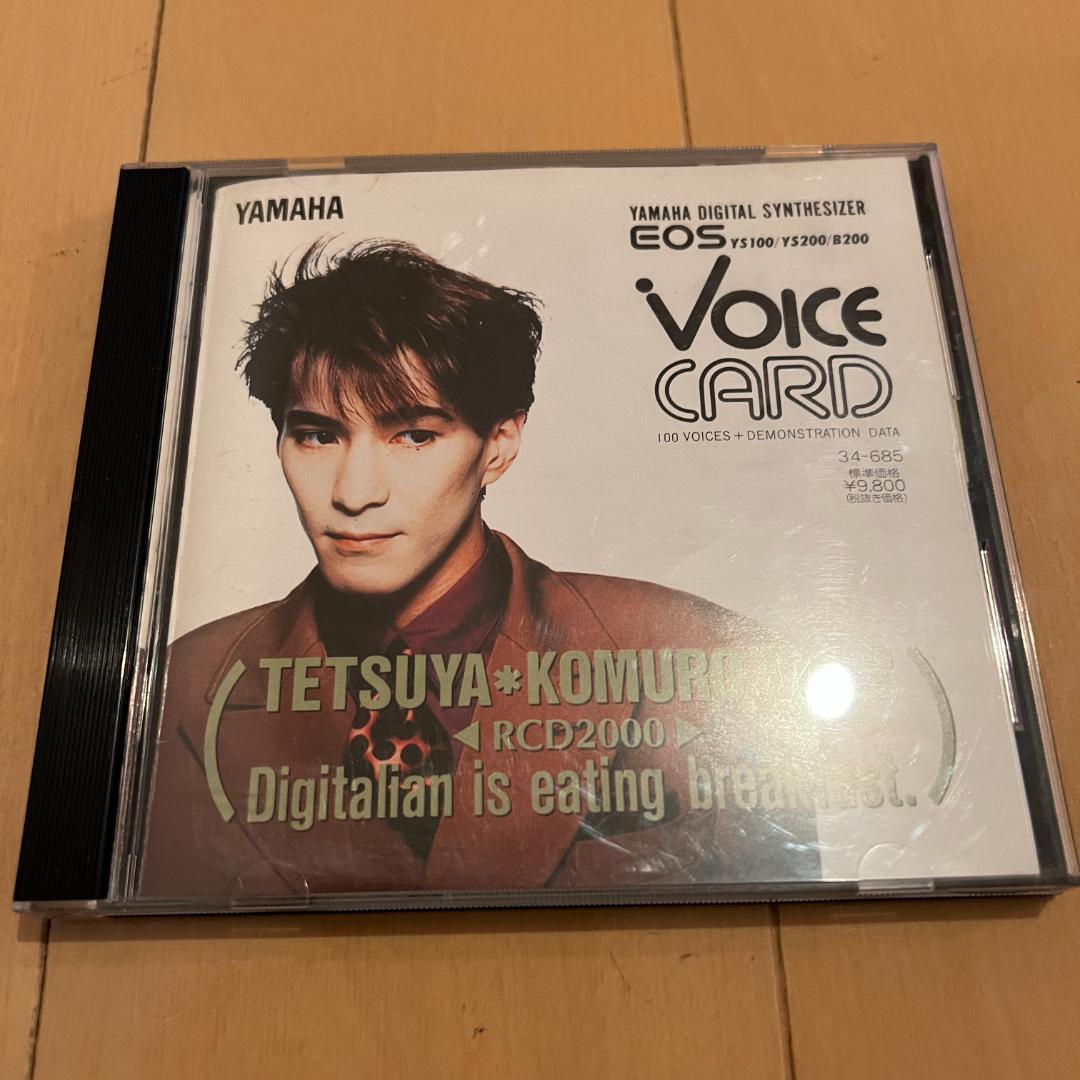 YAMAHA
YAMAHA DIGITAL SYNTHESIZER
EOS YS100/YS200/B200
VOICE
CARD
100 VOICES+DEMONSTRATION DATA
34-685
標準価格
¥9,800
(税抜き価格)
(TETSUYA*KOMURO
◀ RCD2000 ▶
Digitalian is eating breakfast.)